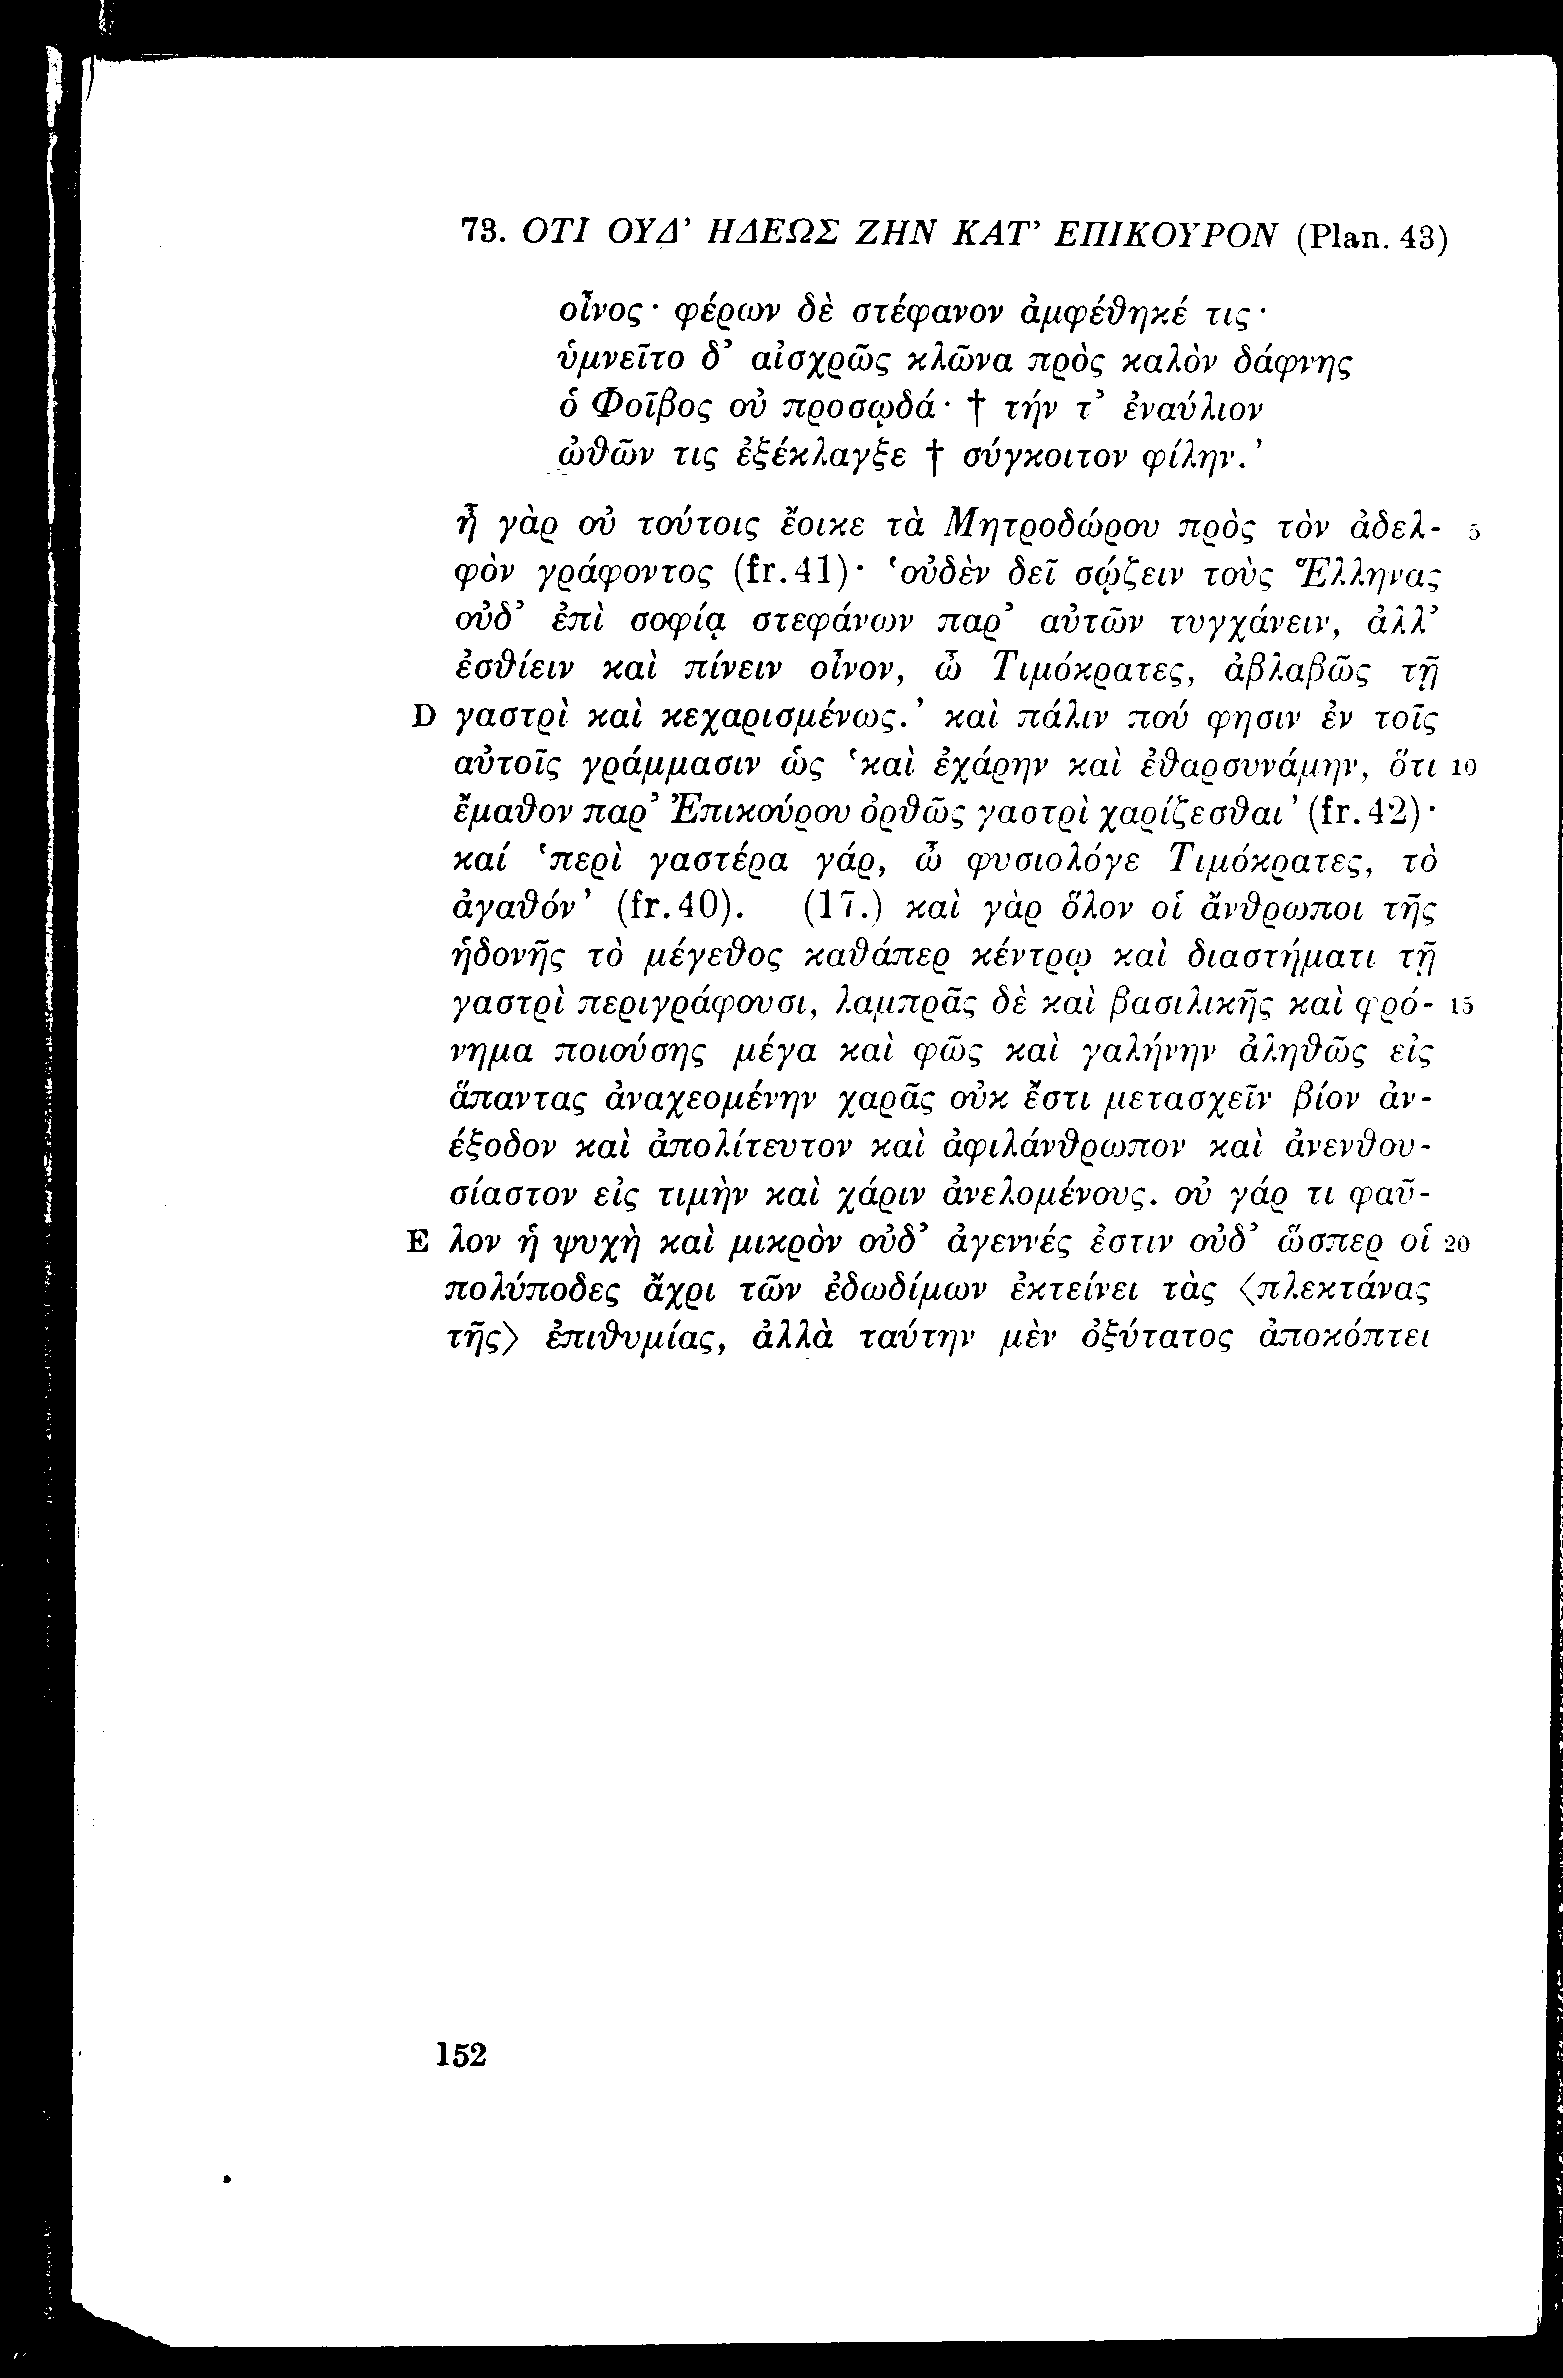 73. ΟΤΙ ΟΥΔ’ ΗΔΕΩΣ ΖΗΝ ΚΑΤ’ ΕΠΙΚΟΥΡΟΝ (Plan. 43)
οἶνος· φέρων δὲ στέφανον ἀμφέθηκέ τις·
ὑμνεῖτο δ’ αἰσχρῶς κλῶνα πρὸς καλὸν δάφνης
ὁ Φοῖβος οὐ προσῳδά· † τήν τ’ ἐναύλιον
ὠθῶν τις ἐξέκλαγξε † σύγκοιτον φίλην.’
ἦ γὰρ οὐ τούτοις ἔοικε τὰ Μητροδώρου πρὸς τὸν ἀδελ- 5
φὸν γράφοντος (fr. 41)· ‘οὐδὲν δεῖ σῴζειν τοὺς Ἕλληνας
οὐδ’ ἐπὶ σοφίᾳ στεφάνων παρ’ αὐτῶν τυγχάνειν, ἀλλ’
ἐσθίειν καὶ πίνειν οἶνον, ὦ Τιμόκρατες, ἀβλαβῶς τῇ
D γαστρὶ καὶ κεχαρισμένως.’ καὶ πάλιν πού φησιν ἐν τοῖς
αὐτοῖς γράμμασιν ὡς ‘καὶ ἐχάρην καὶ ἐθαρσυνάμην, ὅτι 10
ἔμαθον παρ’ Ἐπικούρου ὀρθῶς γαστρὶ χαρίζεσθαι’ (fr. 42)·
καί ‘περὶ γαστέρα γάρ, ὦ φυσιολόγε Τιμόκρατες, τὸ
ἀγαθόν’ (fr. 40). (17.) καὶ γὰρ ὅλον οἱ ἄνθρωποι τῆς
ἡδονῆς τὸ μέγεθος καθάπερ κέντρῳ καὶ διαστήματι τῇ
γαστρὶ περιγράφουσι, λαμπρᾶς δὲ καὶ βασιλικῆς καὶ φρό- 15
νημα ποιούσης μέγα καὶ φῶς καὶ γαλήνην ἀληθῶς εἰς
ἅπαντας ἀναχεομένην χαρᾶς οὐκ ἔστι μετασχεῖν βίον ἀν-
έξοδον καὶ ἀπολίτευτον καὶ ἀφιλάνθρωπον καὶ ἀνενθου-
σίαστον εἰς τιμὴν καὶ χάριν ἀνελομένους. οὐ γάρ τι φαῦ-
E λον ἡ ψυχὴ καὶ μικρὸν οὐδ’ ἀγεννές ἐστιν οὐδ’ ὥσπερ οἱ 20
πολύποδες ἄχρι τῶν ἐδωδίμων ἐκτείνει τὰς ⟨πλεκτάνας
τῆς⟩ ἐπιθυμίας, ἀλλὰ ταύτην μὲν ὀξύτατος ἀποκόπτει
152